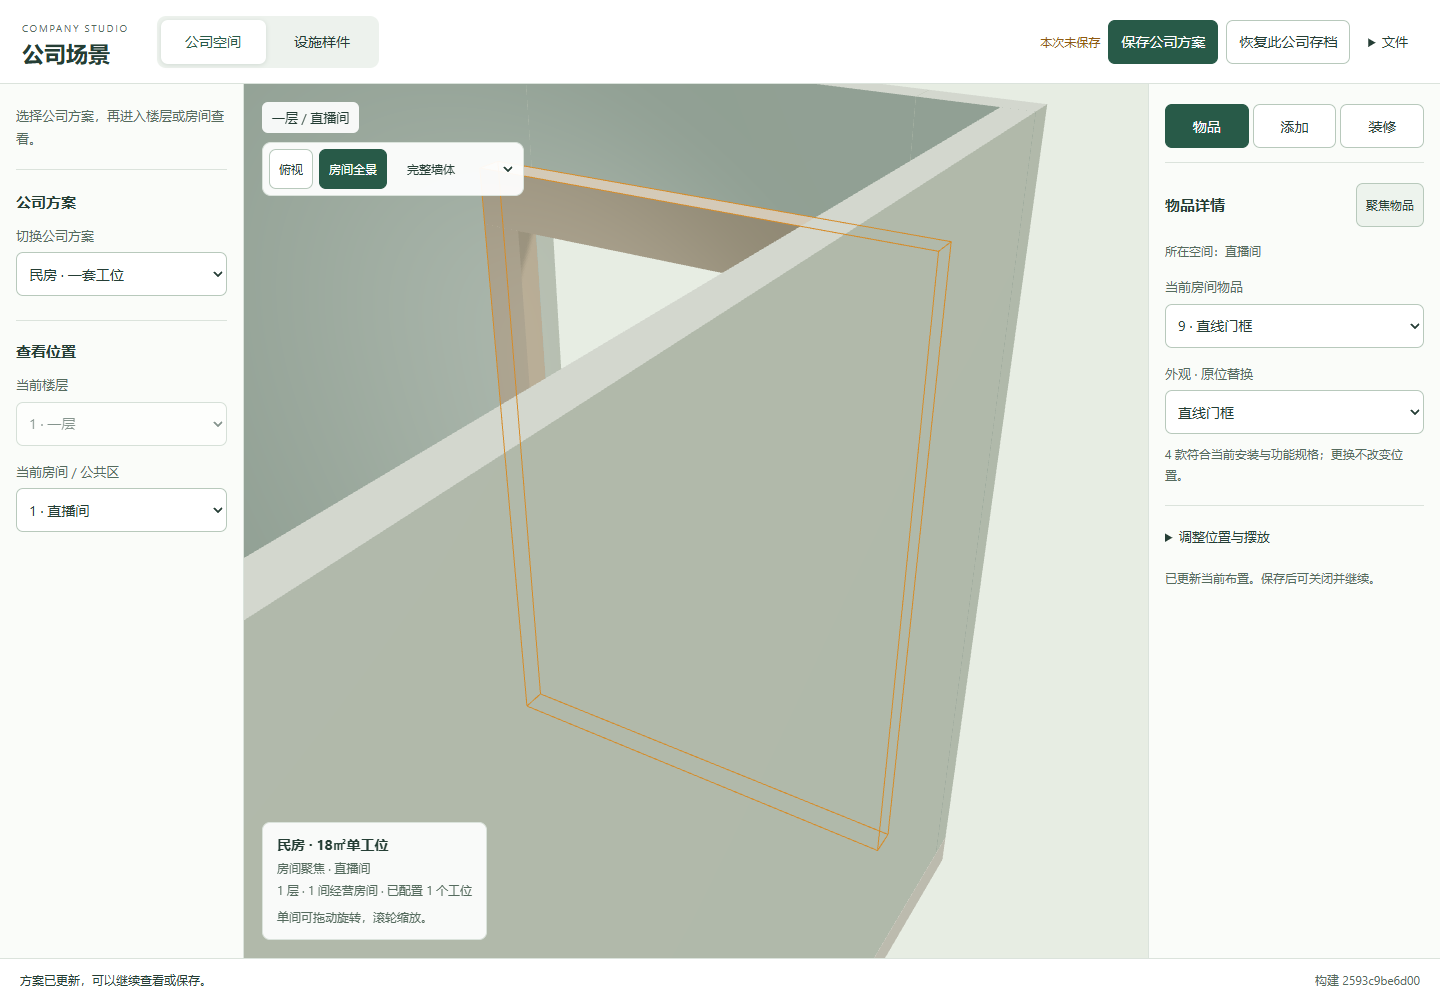 COMPANY STUDIO
公司场景
公司空间
设施样件
本次未保存
保存公司方案
恢复此公司存档
文件
选择公司方案，再进入楼层或房间查
看。
公司方案
切换公司方案
民房 · 一套工位
查看位置
当前楼层
1 · 一层
当前房间 / 公共区
1 · 直播间
一层 / 直播间
俯视
房间全景
完整墙体
民房 · 18㎡单工位
房间聚焦 · 直播间
1 层 · 1 间经营房间 · 已配置 1 个工位
单间可拖动旋转，滚轮缩放。
物品
添加
装修
物品详情
聚焦物品
所在空间：直播间
当前房间物品
9 · 直线门框
外观 · 原位替换
直线门框
4 款符合当前安装与功能规格；更换不改变位
置。
调整位置与摆放
已更新当前布置。保存后可关闭并继续。
方案已更新，可以继续查看或保存。
构建 2593c9be6d00